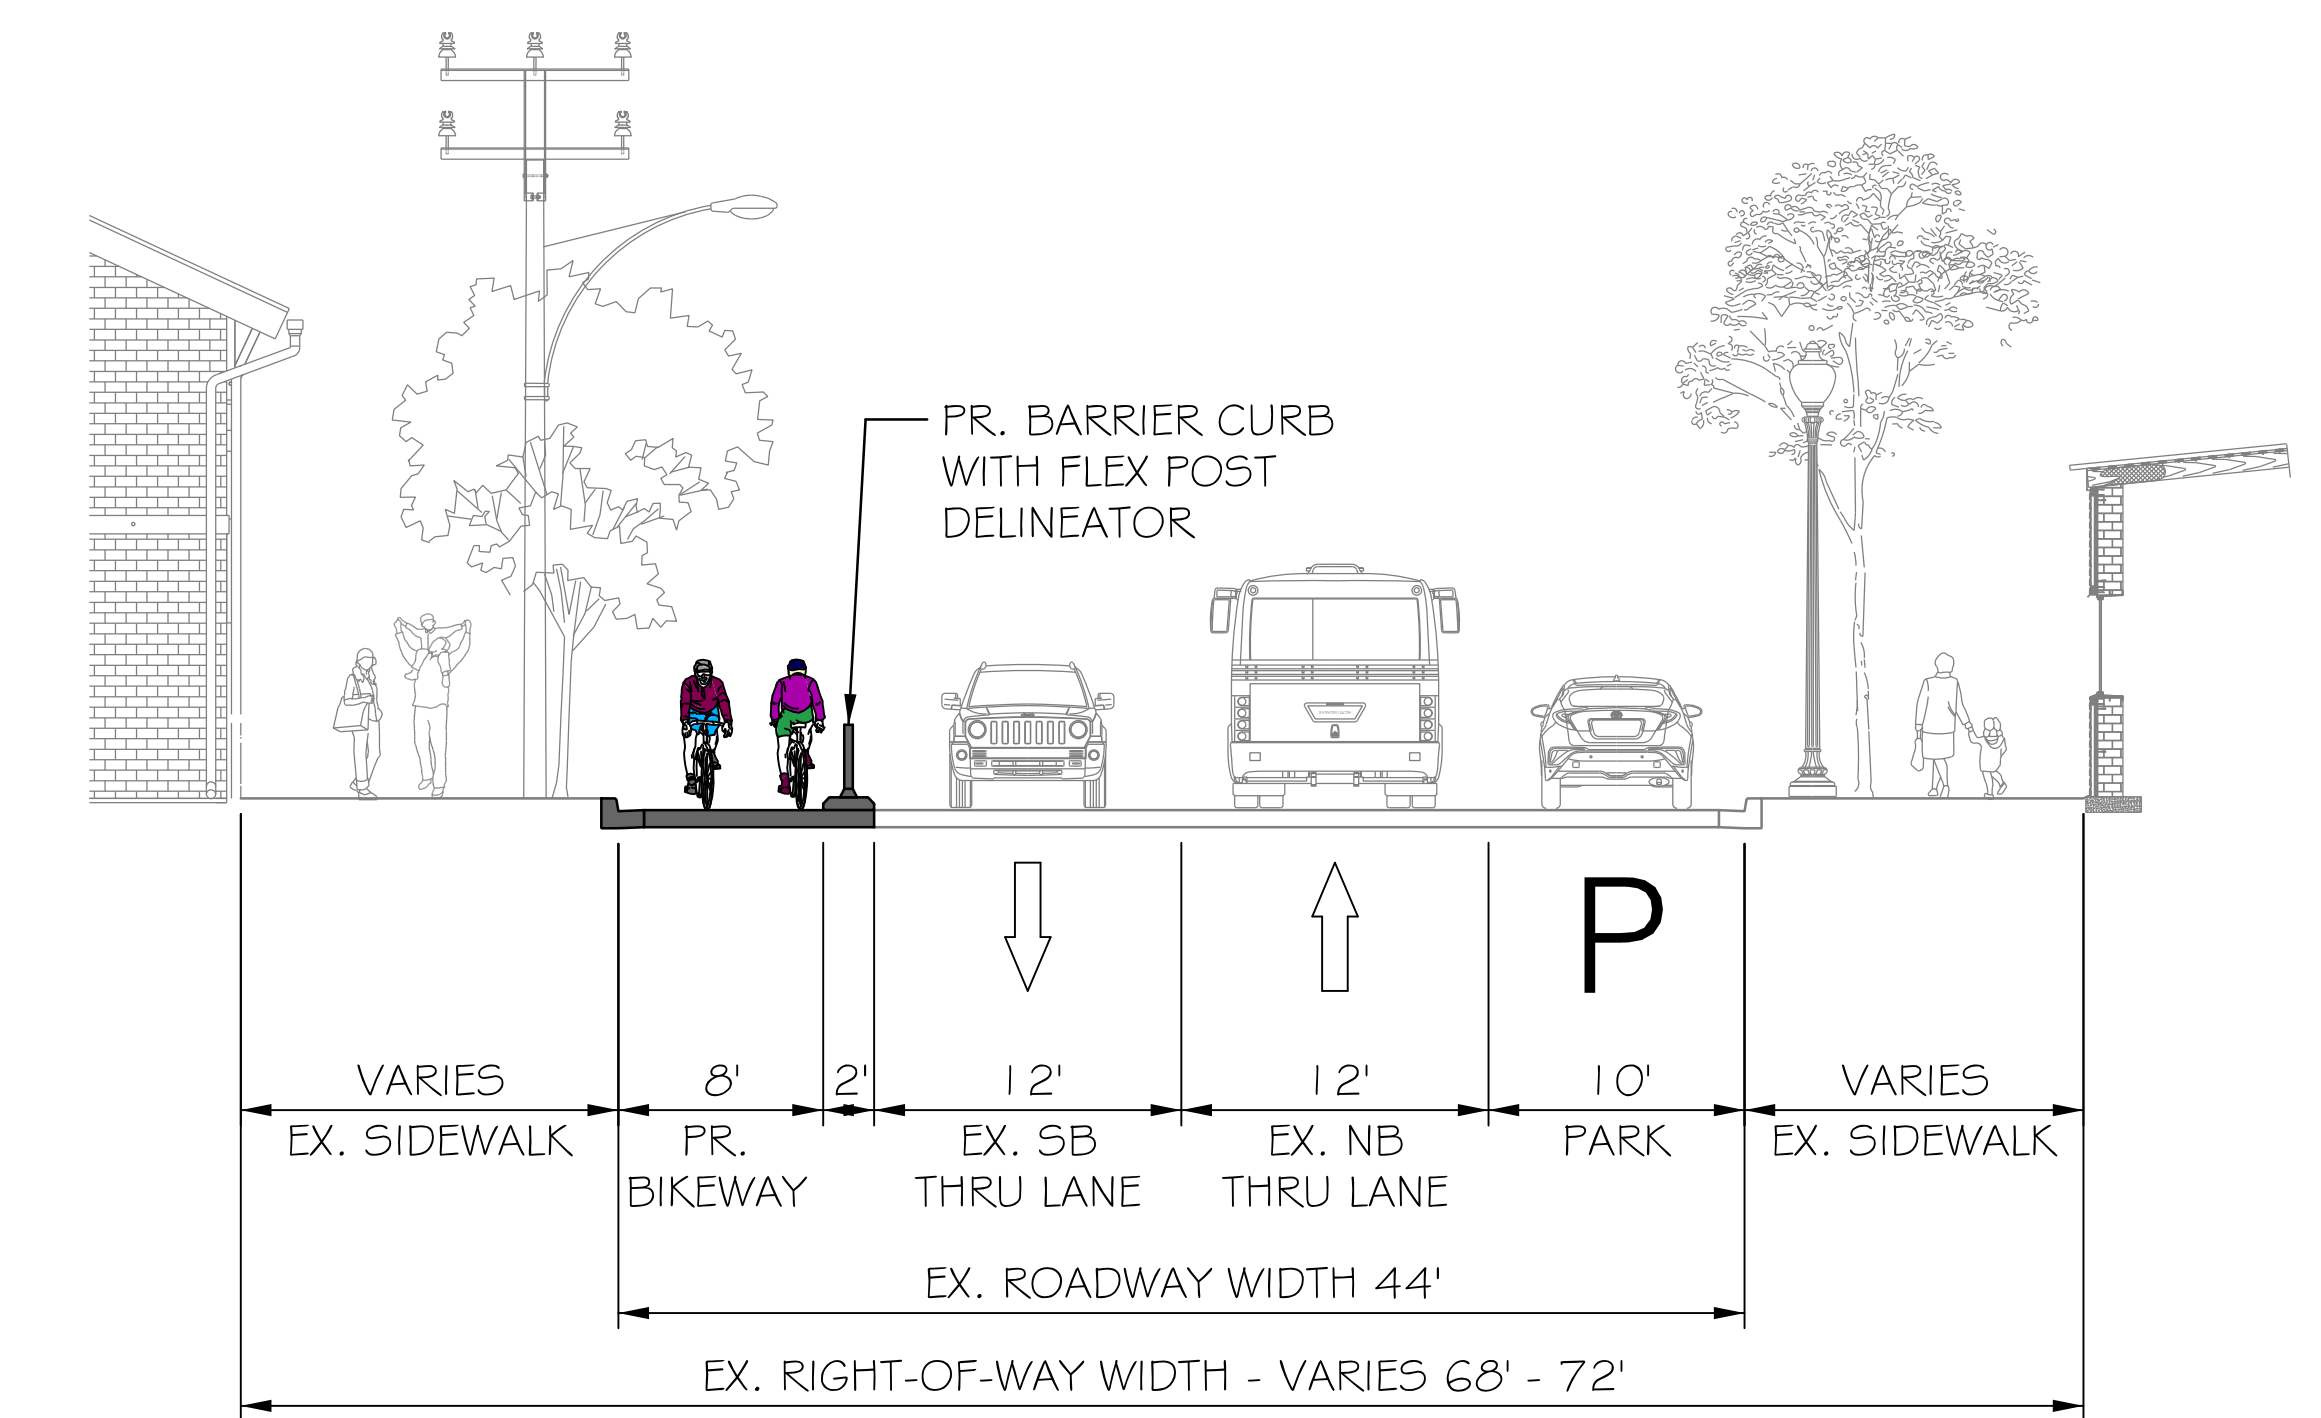 PR. BARRIER CURB
WITH FLEX POST
DELINEATOR
P
VARIES
8'
2'
12'
12'
10'
VARIES
EX. SIDEWALK
PR.
BIKEWAY
EX. SB
THRU LANE
EX. NB
THRU LANE
PARK
EX. SIDEWALK
EX. ROADWAY WIDTH 44'
EX. RIGHT-OF-WAY WIDTH - VARIES 68' - 72'